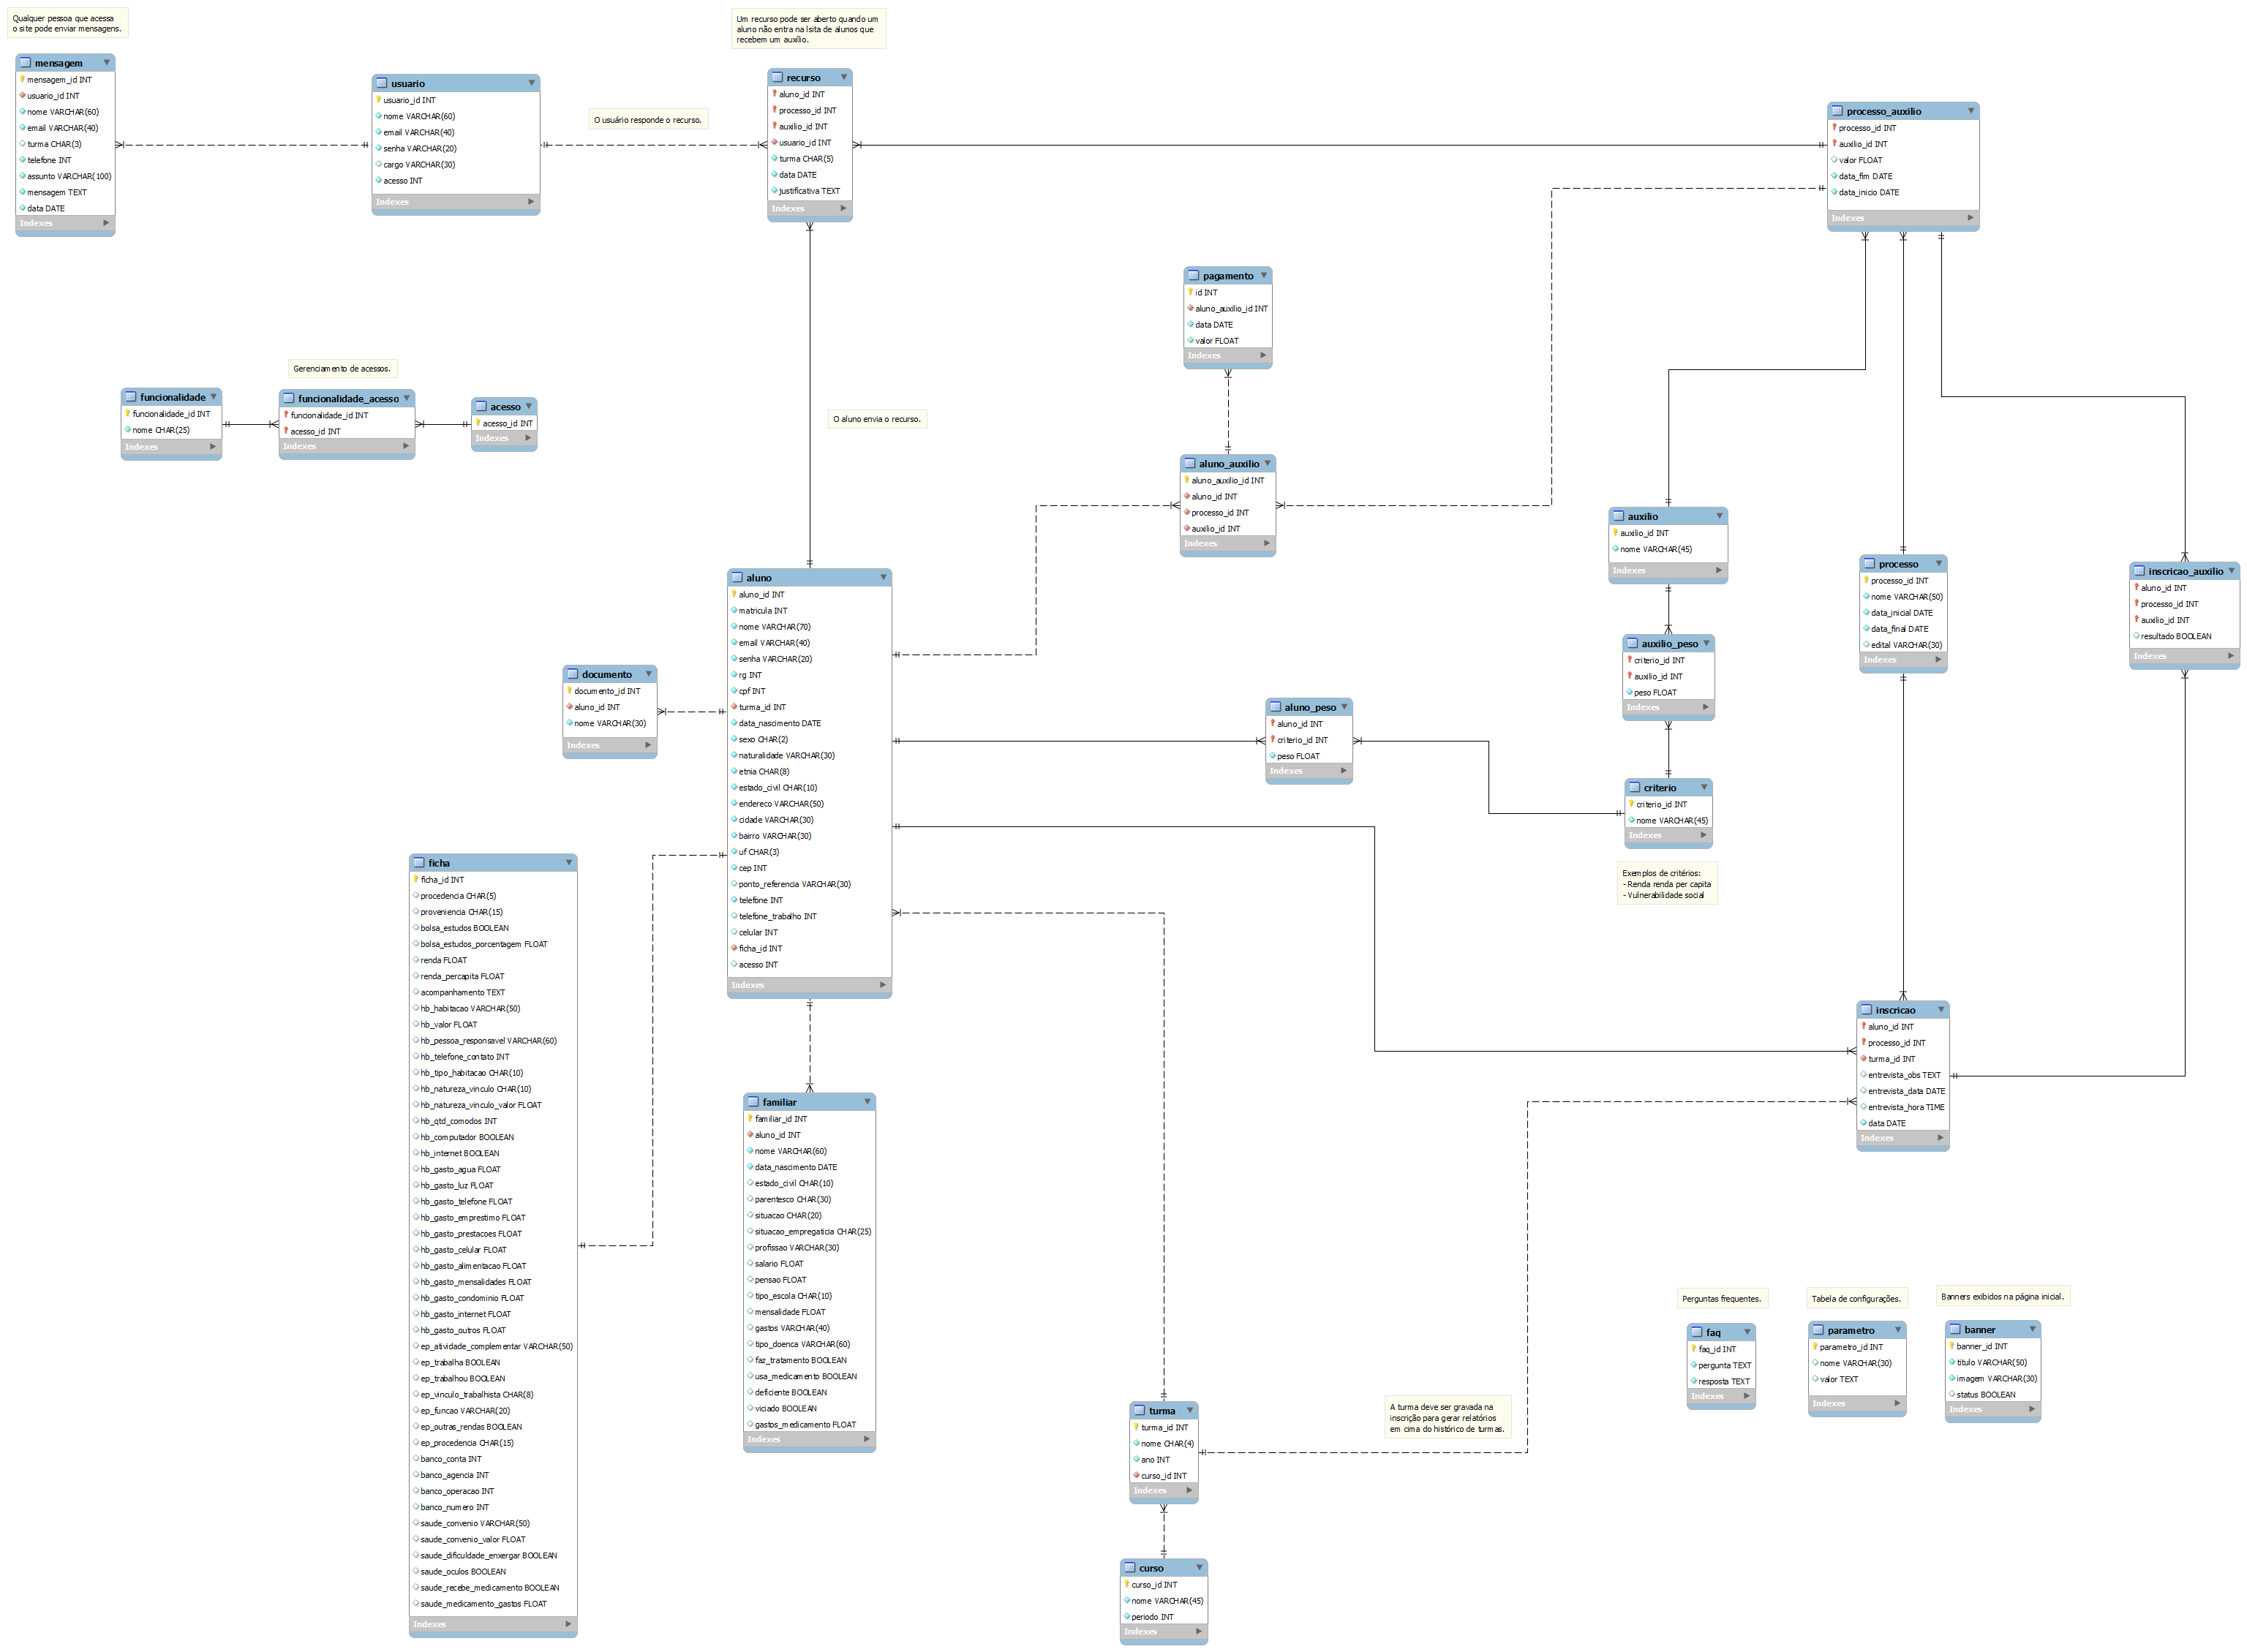 Qualquer pessoa que acessa
o site pode enviar mensagens.
mensagem
mensagem_id INT
usuario_id INT
nome VARCHAR(60)
email VARCHAR(40)
turma CHAR(3)
telefone INT
assunto VARCHAR(100)
mensagem TEXT
data DATE
Indexes
usuario
usuario_id INT
nome VARCHAR(60)
email VARCHAR(40)
senha VARCHAR(20)
cargo VARCHAR(30)
acesso INT
Indexes
O usuário responde o recurso.
Um recurso pode ser aberto quando um
aluno não entra na lsita de alunos que
recebem um auxílio.
recurso
aluno_id INT
processo_id INT
auxilio_id INT
usuario_id INT
turma CHAR(5)
data DATE
justificativa TEXT
Indexes
processo_auxilio
processo_id INT
auxilio_id INT
valor FLOAT
data_fim DATE
data_inicio DATE
Indexes
pagamento
id INT
aluno_auxilio_id INT
data DATE
valor FLOAT
Indexes
Gerenciamento de acessos.
funcionalidade
funcionalidade_id INT
nome CHAR(25)
Indexes
funcionalidade_acesso
funcionalidade_id INT
acesso_id INT
Indexes
acesso
acesso_id INT
Indexes
O aluno envia o recurso.
aluno_auxilio
aluno_auxilio_id INT
aluno_id INT
processo_id INT
auxilio_id INT
Indexes
auxilio
auxilio_id INT
nome VARCHAR(45)
Indexes
processo
processo_id INT
nome VARCHAR(50)
data_inicial DATE
data_final DATE
edital VARCHAR(30)
Indexes
inscricao_auxilio
aluno_id INT
processo_id INT
auxilio_id INT
resultado BOOLEAN
Indexes
aluno
aluno_id INT
matricula INT
nome VARCHAR(70)
email VARCHAR(40)
senha VARCHAR(20)
rg INT
cpf INT
turma_id INT
data_nascimento DATE
sexo CHAR(2)
naturalidade VARCHAR(30)
etnia CHAR(8)
estado_civil CHAR(10)
endereco VARCHAR(50)
cidade VARCHAR(30)
bairro VARCHAR(30)
uf CHAR(3)
cep INT
ponto_referencia VARCHAR(30)
telefone INT
telefone_trabalho INT
celular INT
ficha_id INT
acesso INT
Indexes
documento
documento_id INT
aluno_id INT
nome VARCHAR(30)
Indexes
auxilio_peso
criterio_id INT
auxilio_id INT
peso FLOAT
Indexes
aluno_peso
aluno_id INT
criterio_id INT
peso FLOAT
Indexes
criterio
criterio_id INT
nome VARCHAR(45)
Indexes
Exemplos de critérios:
- Renda renda per capita
- Vulnerabilidade social
ficha
ficha_id INT
procedencia CHAR(5)
proveniencia CHAR(15)
bolsa_estudos BOOLEAN
bolsa_estudos_porcentagem FLOAT
renda FLOAT
renda_percapita FLOAT
acompanhamento TEXT
hb_habitacao VARCHAR(50)
hb_valor FLOAT
hb_pessoa_responsavel VARCHAR(60)
hb_telefone_contato INT
hb_tipo_habitacao CHAR(10)
hb_natureza_vinculo CHAR(10)
hb_natureza_vinculo_valor FLOAT
hb_qtd_comodos INT
hb_computador BOOLEAN
hb_internet BOOLEAN
hb_gasto_agua FLOAT
hb_gasto_luz FLOAT
hb_gasto_telefone FLOAT
hb_gasto_emprestimo FLOAT
hb_gasto_prestacoes FLOAT
hb_gasto_celular FLOAT
hb_gasto_alimentacao FLOAT
hb_gasto_mensalidades FLOAT
hb_gasto_condominio FLOAT
hb_gasto_internet FLOAT
hb_gasto_outros FLOAT
ep_atividade_complementar VARCHAR(50)
ep_trabalha BOOLEAN
ep_trabalhou BOOLEAN
ep_vinculo_trabalhista CHAR(8)
ep_funcao VARCHAR(20)
ep_outras_rendas BOOLEAN
ep_procedencia CHAR(15)
banco_conta INT
banco_agencia INT
banco_operacao INT
banco_numero INT
saude_convenio VARCHAR(50)
saude_convenio_valor FLOAT
saude_dificuldade_enxergar BOOLEAN
saude_oculos BOOLEAN
saude_recebe_medicamento BOOLEAN
saude_medicamento_gastos FLOAT
Indexes
familiar
familiar_id INT
aluno_id INT
nome VARCHAR(60)
data_nascimento DATE
estado_civil CHAR(10)
parentesco CHAR(30)
situacao CHAR(20)
situacao_empregaticia CHAR(25)
profissao VARCHAR(30)
salario FLOAT
pensao FLOAT
tipo_escola CHAR(10)
mensalidade FLOAT
gastos VARCHAR(40)
tipo_doenca VARCHAR(60)
faz_tratamento BOOLEAN
usa_medicamento BOOLEAN
deficiente BOOLEAN
viciado BOOLEAN
gastos_medicamento FLOAT
Indexes
inscricao
aluno_id INT
processo_id INT
turma_id INT
entrevista_obs TEXT
entrevista_data DATE
entrevista_hora TIME
data DATE
Indexes
Perguntas frequentes.
faq
faq_id INT
pergunta TEXT
resposta TEXT
Indexes
Tabela de configurações.
parametro
parametro_id INT
nome VARCHAR(30)
valor TEXT
Indexes
Banners exibidos na página inicial.
banner
banner_id INT
titulo VARCHAR(50)
imagem VARCHAR(30)
status BOOLEAN
Indexes
A turma deve ser gravada na
inscrição para gerar relatórios
em cima do histórico de turmas.
turma
turma_id INT
nome CHAR(4)
ano INT
curso_id INT
Indexes
curso
curso_id INT
nome VARCHAR(45)
periodo INT
Indexes